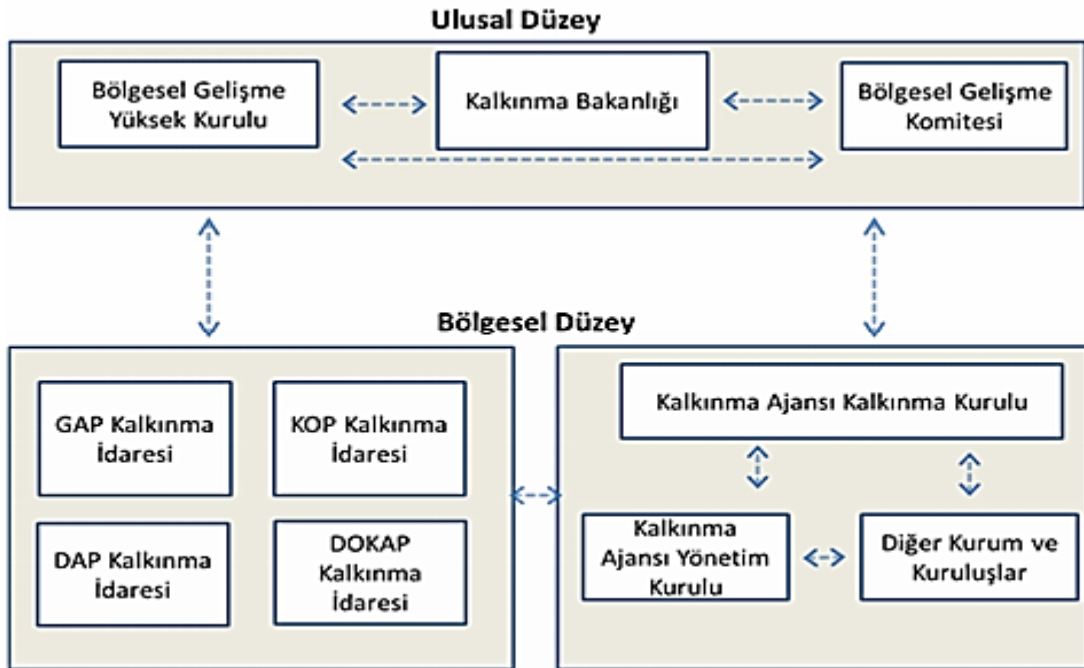 Ulusal Düzey
Bölgesel Gelişme
Yüksek Kurulu
Kalkınma Bakanlığı
Bölgesel Gelişme
Komitesi
Bölgesel Düzey
GAP Kalkınma
İdaresi
KOP Kalkınma
İdaresi
DAP Kalkınma
İdaresi
DOKAP
Kalkınma
İdaresi
Kalkınma Ajansı Kalkınma Kurulu
Kalkınma
Ajansı Yönetim
Kurulu
Diğer Kurum ve
Kuruluşlar